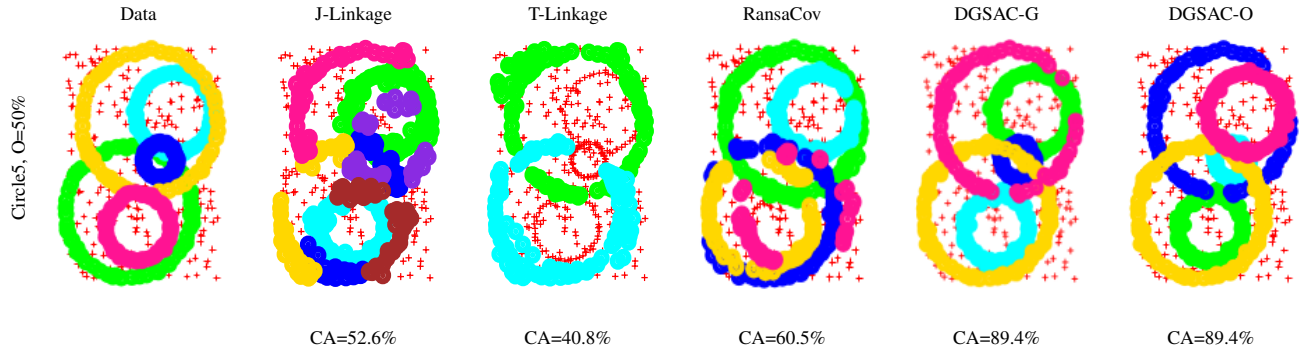 Data J-Linkage T-Linkage RansaCov DGSAC-G DGSAC-O
Circle5, O=50%
CA=52.6% CA=40.8% CA=60.5% CA=89.4% CA=89.4%